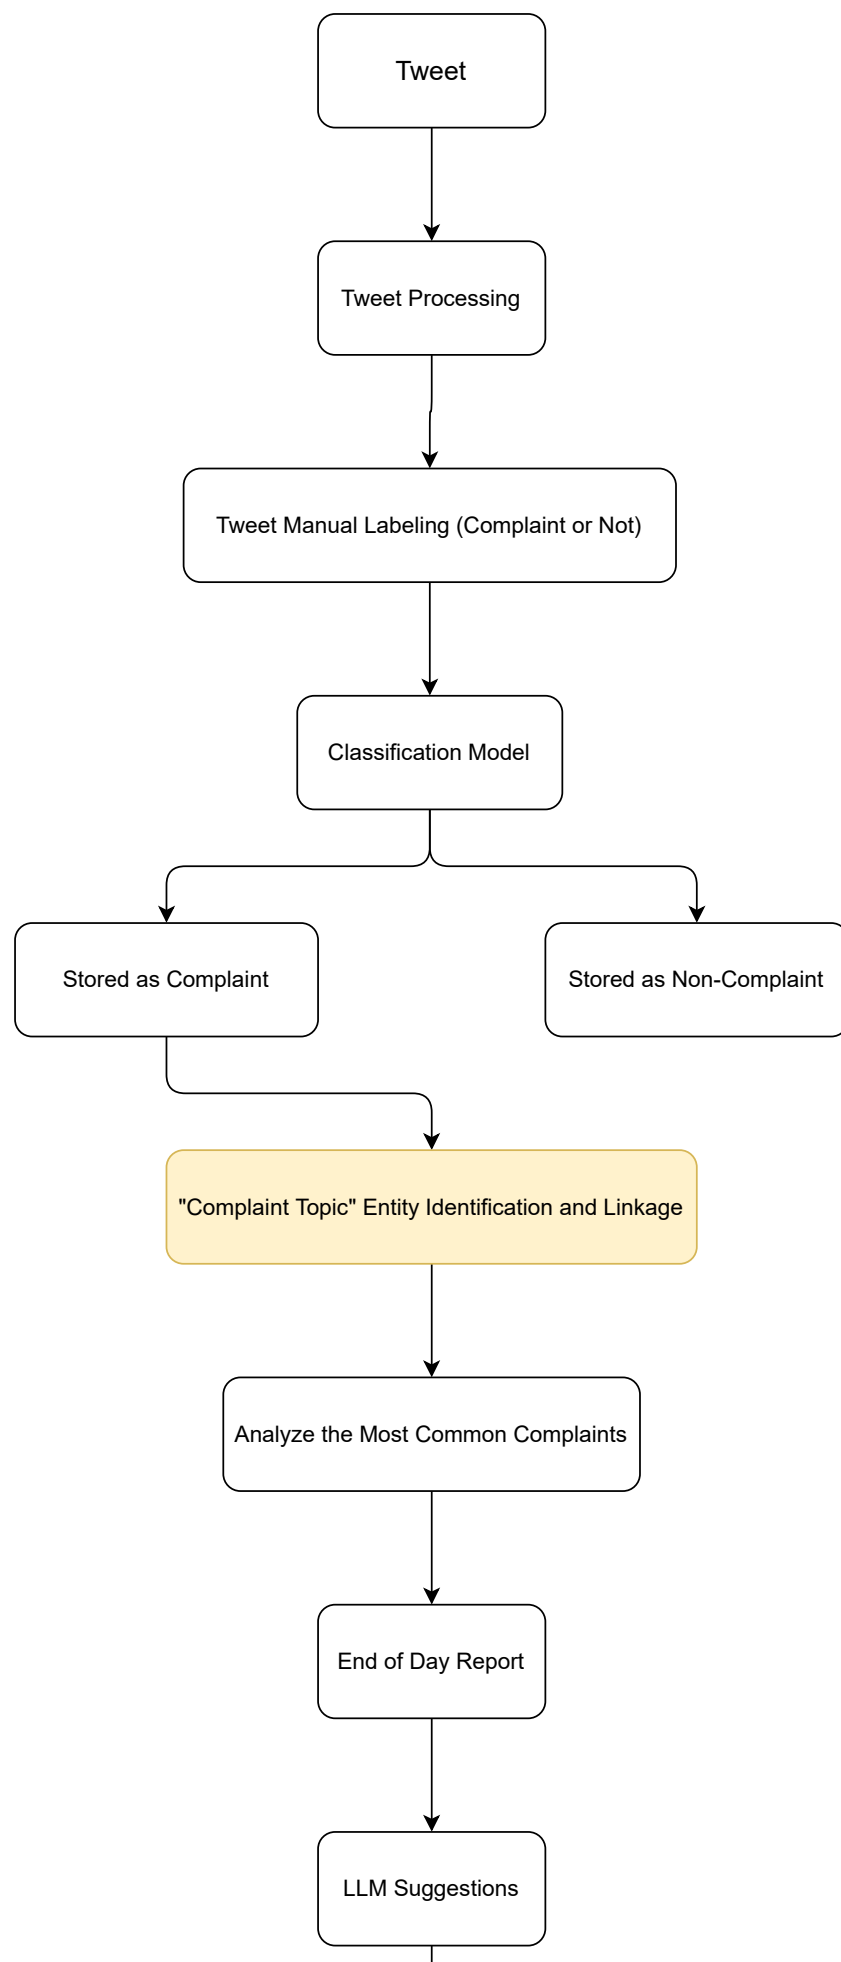 Tweet
Tweet Processing
Tweet Manual Labeling (Complaint or Not)
Classification Model
Stored as Complaint
Stored as Non-Complaint
"Complaint Topic" Entity Identification and Linkage
Analyze the Most Common Complaints
End of Day Report
LLM Suggestions